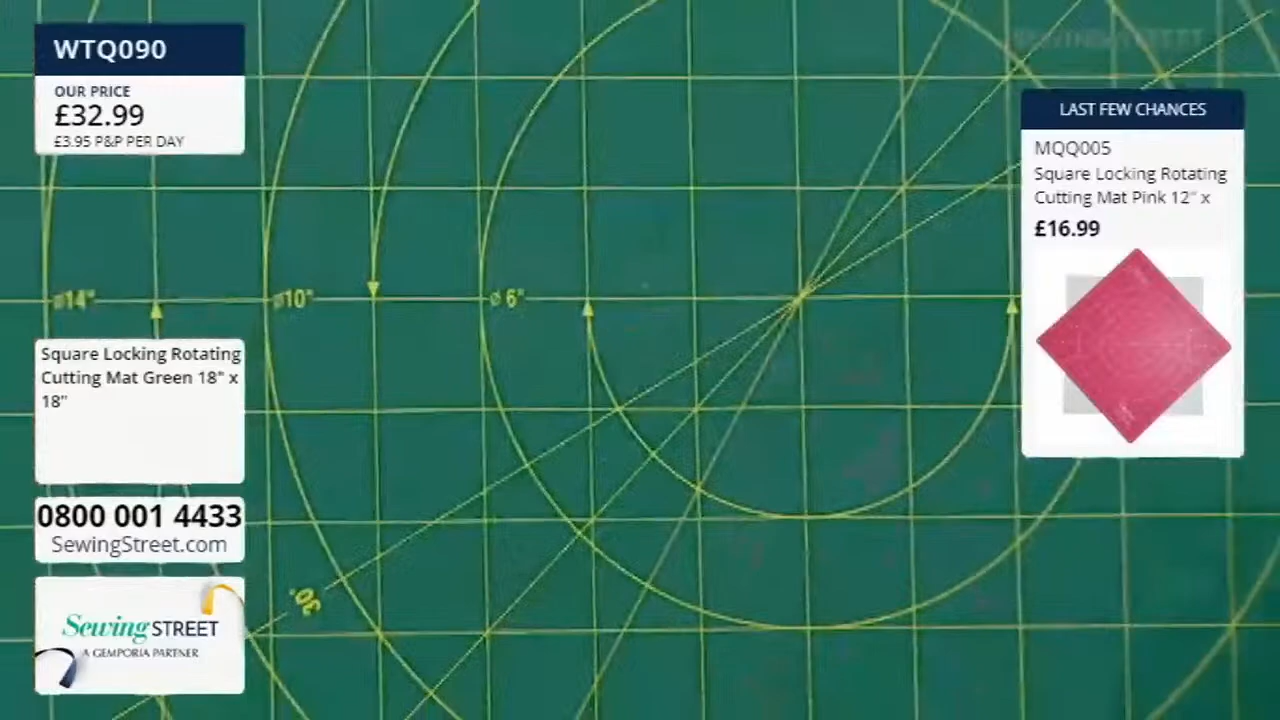 WTQ090
OUR PRICE
£32.99
£3.95 P&P PER DAY
ø14"
ø10"
ø 6"
Square Locking Rotating
Cutting Mat Green 18" x
18"
0800 001 4433
SewingStreet.com
Sewing STREET
A GEMPORIA PARTNER
30°
SEWINGSTREET
LAST FEW CHANCES
MQQ005
Square Locking Rotating
Cutting Mat Pink 12" x
£16.99